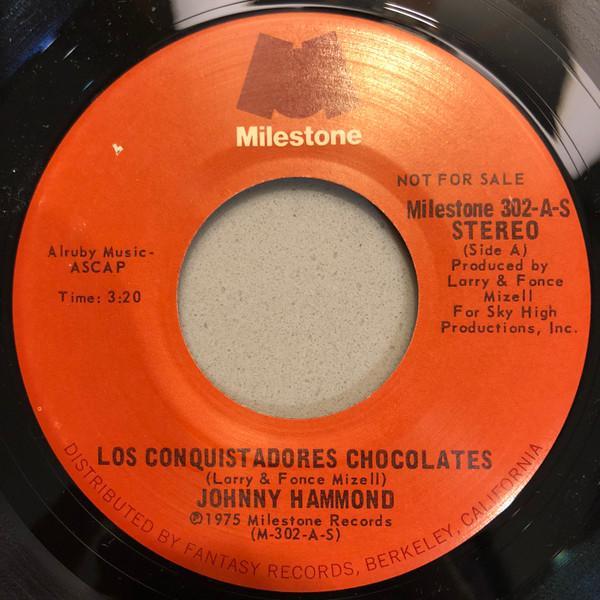 Milestone
NOT FOR SALE
Milestone 302-A-S
STEREO
(Side A)
Produced by
Larry & Fonce
Mizell
For Sky High
Productions, Inc.
Alruby Music-
ASCAP
Time: 3:20
LOS CONQUISTADORES CHOCOLATES
(Larry & Fonce Mizell)
JOHNNY HAMMOND
℗1975 Milestone Records
(M-302-A-S)
DISTRIBUTED BY FANTASY RECORDS, BERKELEY, CALIFORNIA